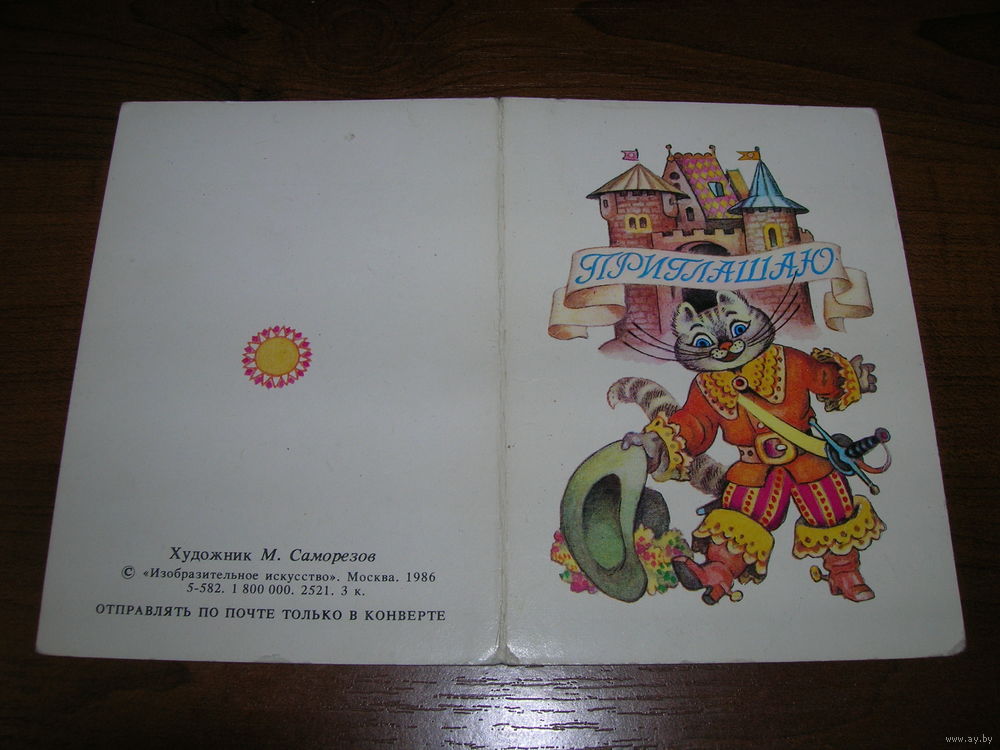 Художник М. Саморезов
© «Изобразительное искусство». Москва. 1986
5-582. 1 800 000. 2521. 3 к.
ОТПРАВЛЯТЬ ПО ПОЧТЕ ТОЛЬКО В КОНВЕРТЕ
ПРИГЛАШАЮ
www.ay.by